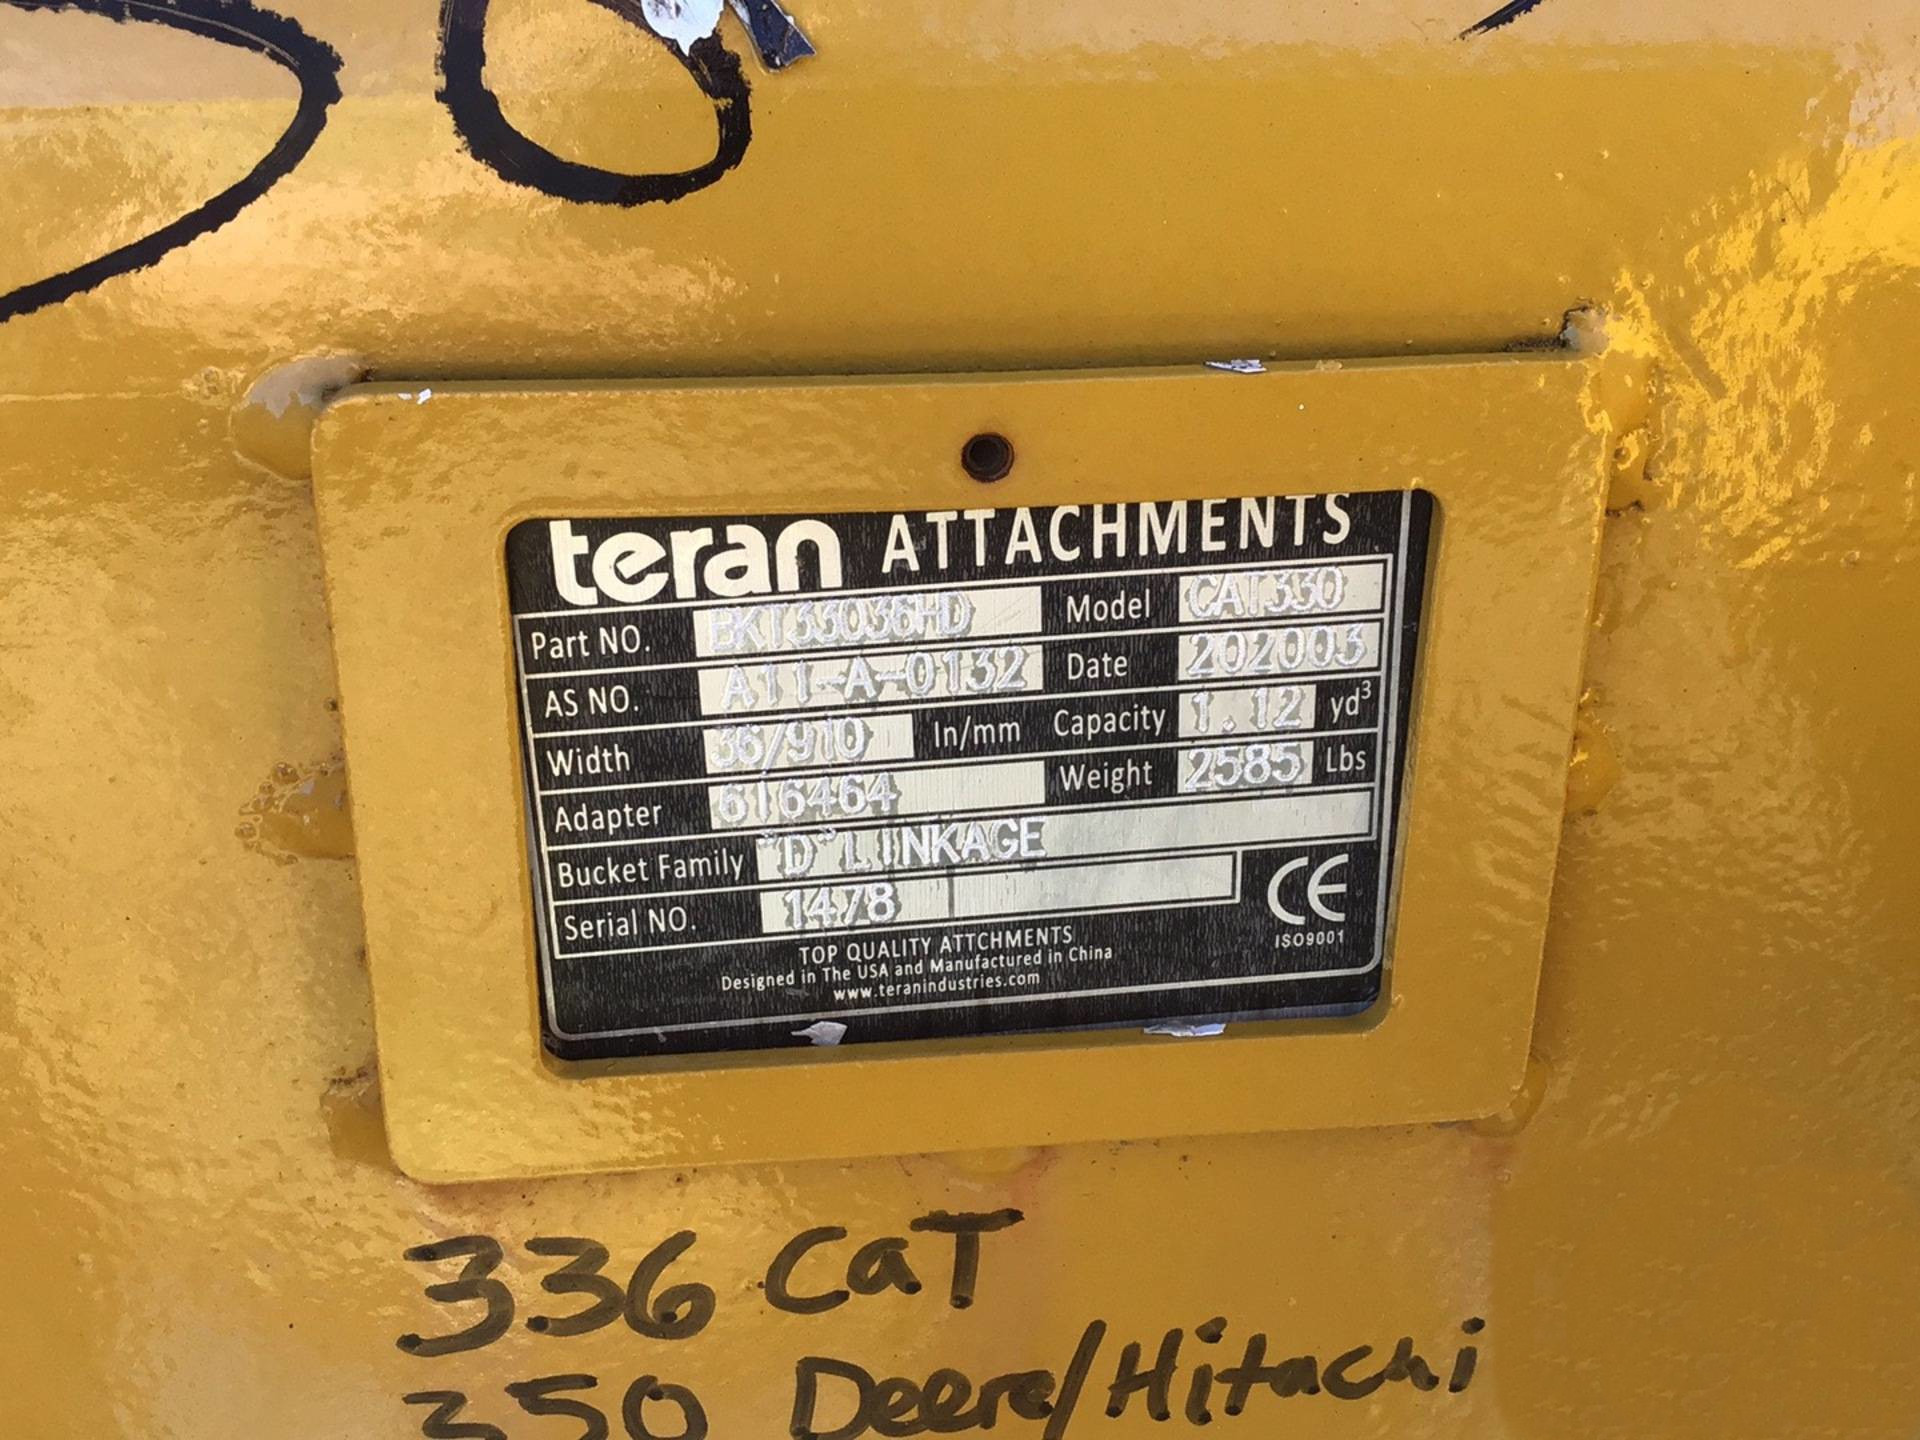 36
teran ATTACHMENTS
Part NO. BKT33036HD Model CAT330
AS NO. A11-A-0132 Date 202003
Width 36/910 In/mm Capacity 1.12 yd³
Adapter 616464 Weight 2585 Lbs
Bucket Family "D"LINKAGE
Serial NO. 1478
CE
ISO9001
TOP QUALITY ATTCHMENTS
Designed in The USA and Manufactured in China
www.teranindustries.com
336 CaT
350 Deere/Hitachi